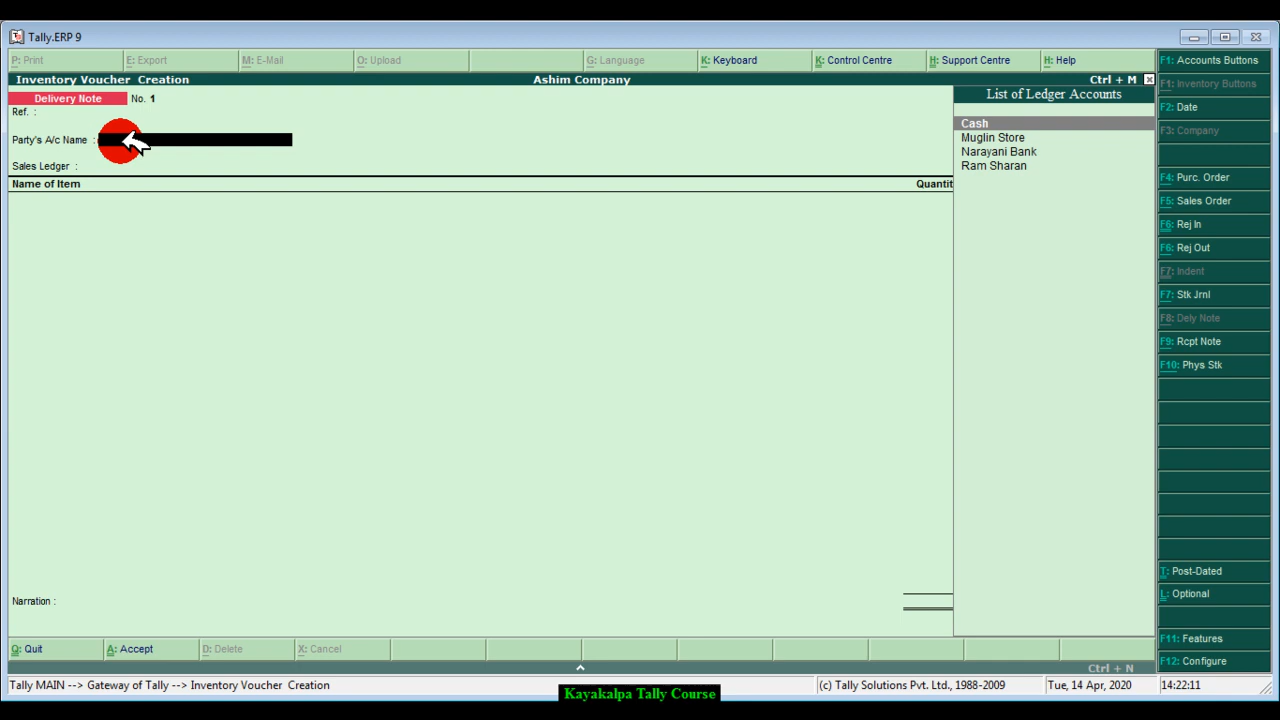 Tally.ERP 9
P: Print E: Export M: E-Mail O: Upload G: Language K: Keyboard K: Control Centre H: Support Centre H: Help
Inventory Voucher Creation Ashim Company Ctrl + M
Delivery Note No. 1
Ref. :
Party's A/c Name :
Sales Ledger :
Name of Item Quantit
List of Ledger Accounts
Cash
Muglin Store
Narayani Bank
Ram Sharan
F1: Accounts Buttons
F1: Inventory Buttons
F2: Date
F3: Company
F4: Purc. Order
F5: Sales Order
F6: Rej In
F6: Rej Out
F7: Indent
F7: Stk Jrnl
F8: Dely Note
F9: Rcpt Note
F10: Phys Stk
T: Post-Dated
L: Optional
F11: Features
F12: Configure
Narration :
Q: Quit A: Accept D: Delete X: Cancel
Ctrl + N
Tally MAIN --> Gateway of Tally --> Inventory Voucher Creation (c) Tally Solutions Pvt. Ltd., 1988-2009 Tue, 14 Apr, 2020 14:22:11
Kayakalpa Tally Course